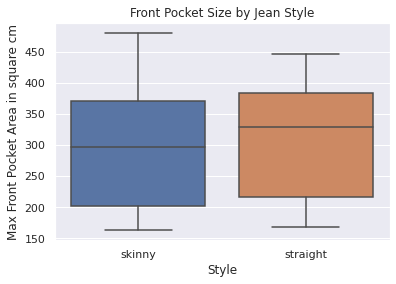 Front Pocket Size by Jean Style
Max Front Pocket Area in square cm
450
400
350
300
250
200
150
skinny
straight
Style